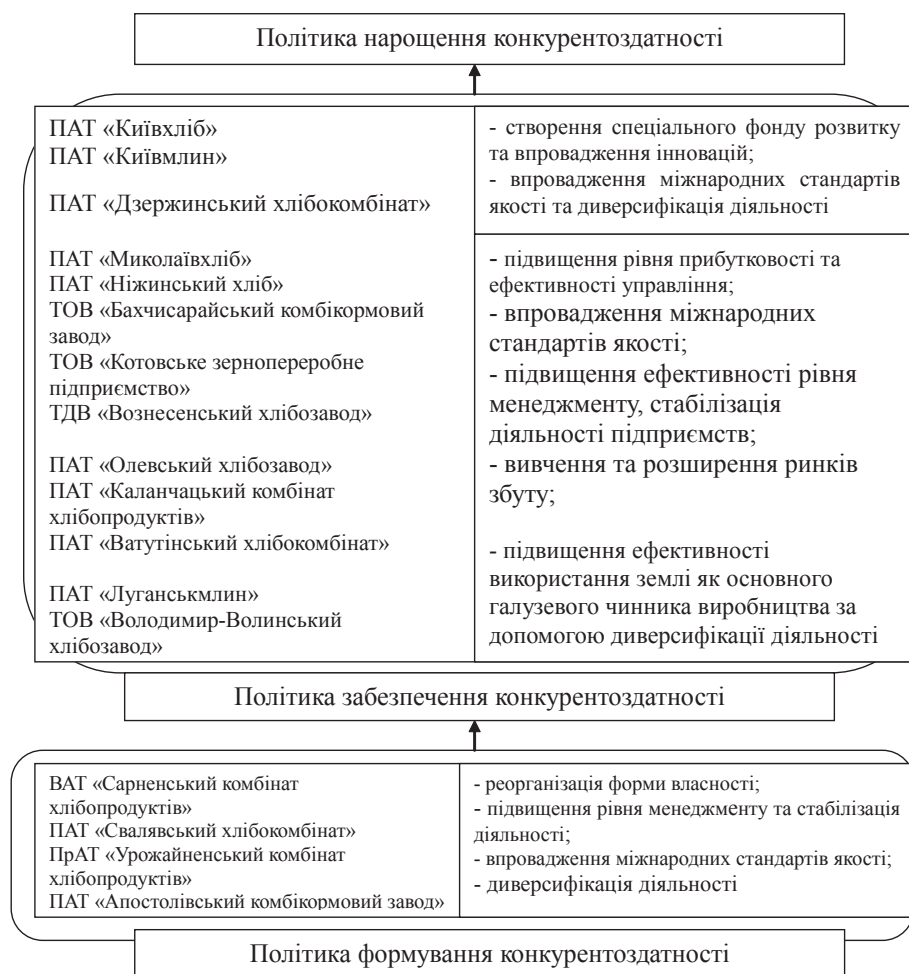 Політика нарощення конкурентоздатності
ПАТ «Київхліб»
ПАТ «Київмлин»
ПАТ «Дзержинський хлібокомбінат»
ПАТ «Миколаївхліб»
ПАТ «Ніжинський хліб»
ТОВ «Бахчисарайський комбікормовий
завод»
ТОВ «Котовське зернопереробне
підприємство»
ТДВ «Вознесенський хлібозавод»
ПАТ «Олевський хлібозавод»
ПАТ «Каланчацький комбінат
хлібопродуктів»
ПАТ «Ватутінський хлібокомбінат»
ПАТ «Луганськмлин»
ТОВ «Володимир-Волинський
хлібозавод»
- створення спеціального фонду розвитку
та впровадження інновацій;
- впровадження міжнародних стандартів
якості та диверсифікація діяльності
- підвищення рівня прибутковості та
ефективності управління;
- впровадження міжнародних
стандартів якості;
- підвищення ефективності рівня
менеджменту, стабілізація
діяльності підприємств;
- вивчення та розширення ринків
збуту;
- підвищення ефективності
використання землі як основного
галузевого чинника виробництва за
допомогою диверсифікації діяльності
Політика забезпечення конкурентоздатності
ВАТ «Сарненський комбінат
хлібопродуктів»
ПАТ «Свалявський хлібокомбінат»
ПрАТ «Урожайненський комбінат
хлібопродуктів»
ПАТ «Апостолівський комбікормовий завод»
- реорганізація форми власності;
- підвищення рівня менеджменту та стабілізація
діяльності;
- впровадження міжнародних стандартів якості;
- диверсифікація діяльності
Політика формування конкурентоздатності